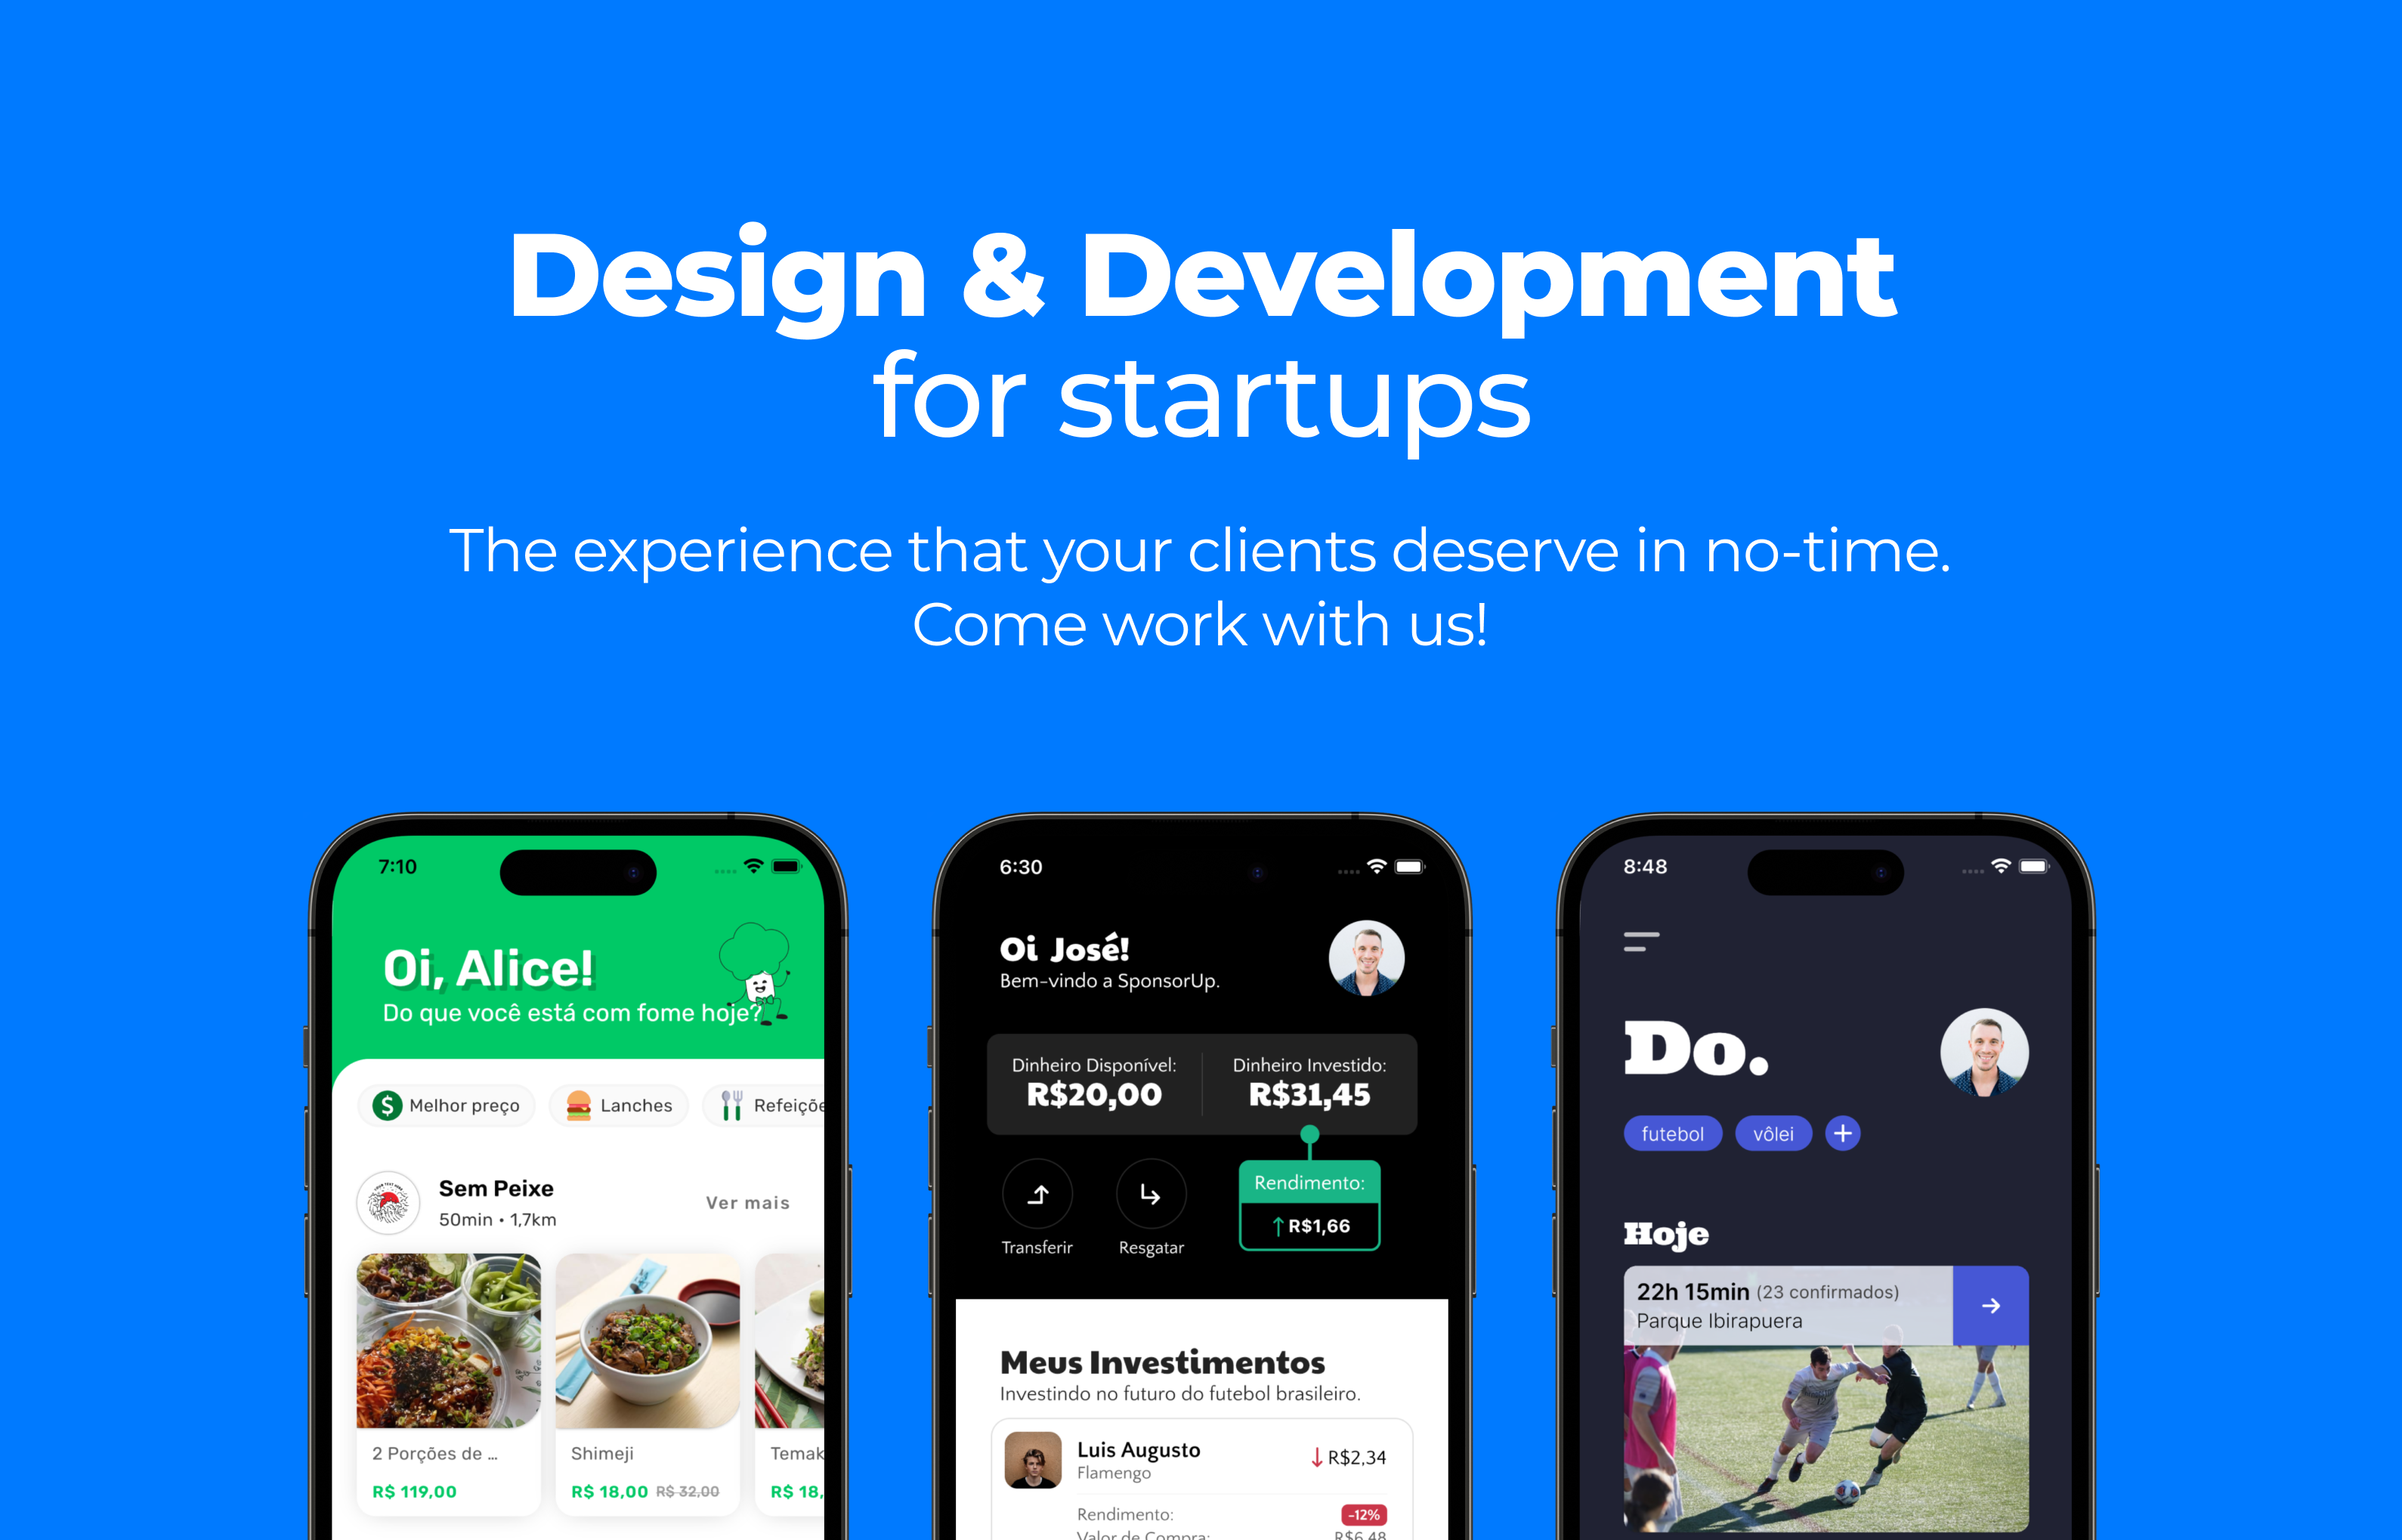 Design & Development
for startups
The experience that your clients deserve in no-time.
Come work with us!
7:10
Oi, Alice!
Do que você está com fome hoje?
Melhor preço
Lanches
Refeiçõe
Sem Peixe
50min • 1,7km
Ver mais
2 Porções de ...
Shimeji
Temak
R$ 119,00
R$ 18,00 R$ 32,00
R$ 18,
6:30
Oi José!
Bem-vindo a SponsorUp.
Dinheiro Disponível:
R$20,00
Dinheiro Investido:
R$31,45
Transferir
Resgatar
Rendimento:
R$1,66
Meus Investimentos
Investindo no futuro do futebol brasileiro.
Luis Augusto
Flamengo
R$2,34
Rendimento:
-12%
Valor de Compra:
R$6,48
8:48
Do.
futebol
vôlei
Hoje
22h 15min (23 confirmados)
Parque Ibirapuera